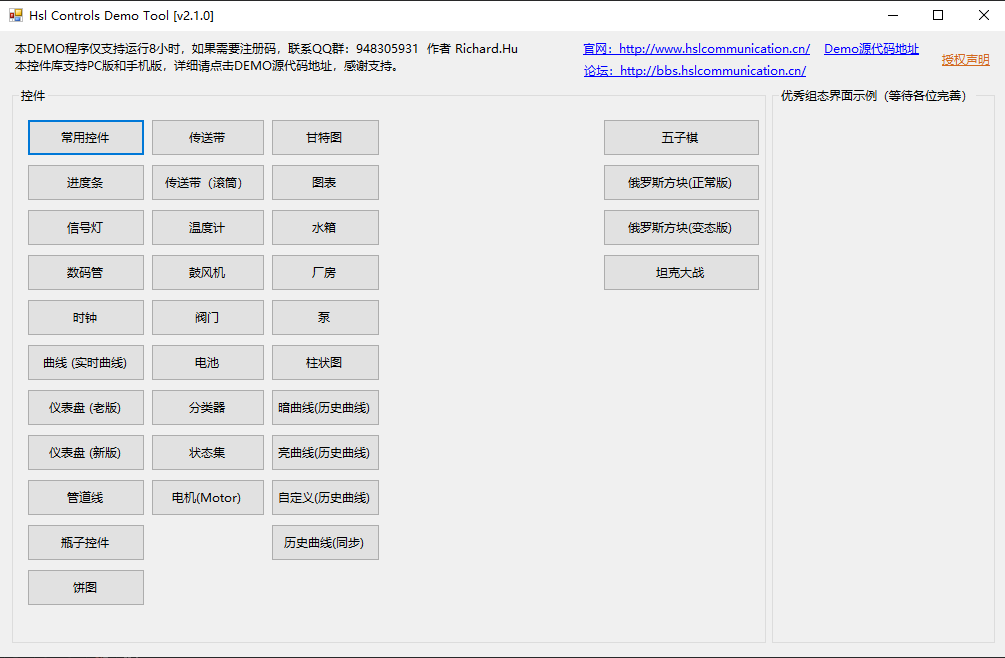 Hsl Controls Demo Tool [v2.1.0]
本DEMO程序仅支持运行8小时，如果需要注册码，联系QQ群：948305931 作者 Richard.Hu
本控件库支持PC版和手机版，详细请点击DEMO源代码地址，感谢支持。
官网：http://www.hslcommunication.cn/
Demo源代码地址
论坛：http://bbs.hslcommunication.cn/
授权声明
控件
常用控件
传送带
甘特图
五子棋
进度条
传送带（滚筒）
图表
俄罗斯方块(正常版)
信号灯
温度计
水箱
俄罗斯方块(变态版)
数码管
鼓风机
厂房
坦克大战
时钟
阀门
泵
曲线 (实时曲线)
电池
柱状图
仪表盘 (老版)
分类器
暗曲线(历史曲线)
仪表盘 (新版)
状态集
亮曲线(历史曲线)
管道线
电机(Motor)
自定义(历史曲线)
瓶子控件
历史曲线(同步)
饼图
优秀组态界面示例（等待各位完善）